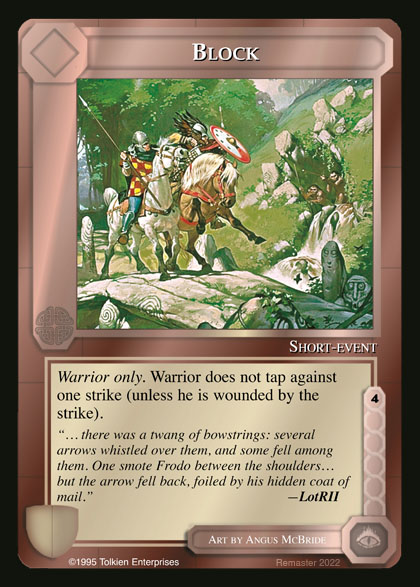 Block
Short-event
Warrior only. Warrior does not tap against
one strike (unless he is wounded by the
strike).
4
“… there was a twang of bowstrings: several
arrows whistled over them, and some fell among
them. One smote Frodo between the shoulders…
but the arrow fell back, foiled by his hidden coat of
mail.” –LotRII
Art by Angus McBride
©1995 Tolkien Enterprises
Remaster 2022